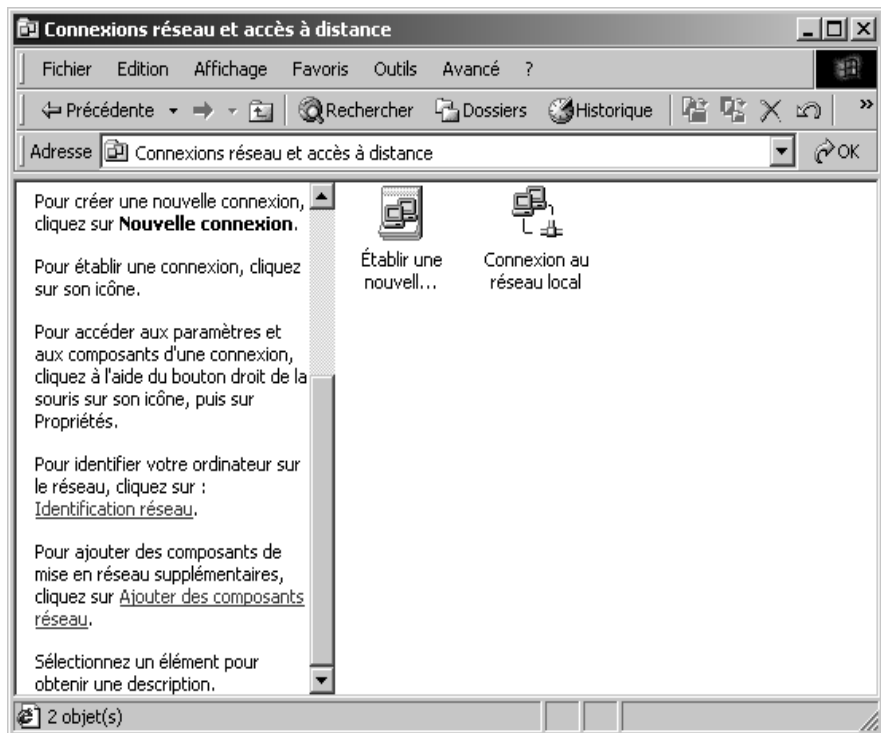 Connexions réseau et accès à distance
Fichier Edition Affichage Favoris Outils Avancé ?
Précédente Rechercher Dossiers Historique »
Adresse Connexions réseau et accès à distance OK
Pour créer une nouvelle connexion,
cliquez sur Nouvelle connexion.
Pour établir une connexion, cliquez
sur son icône.
Pour accéder aux paramètres et
aux composants d'une connexion,
cliquez à l'aide du bouton droit de la
souris sur son icône, puis sur
Propriétés.
Pour identifier votre ordinateur sur
le réseau, cliquez sur :
Identification réseau.
Pour ajouter des composants de
mise en réseau supplémentaires,
cliquez sur Ajouter des composants
réseau.
Sélectionnez un élément pour
obtenir une description.
Établir une
nouvell...
Connexion au
réseau local
2 objet(s)